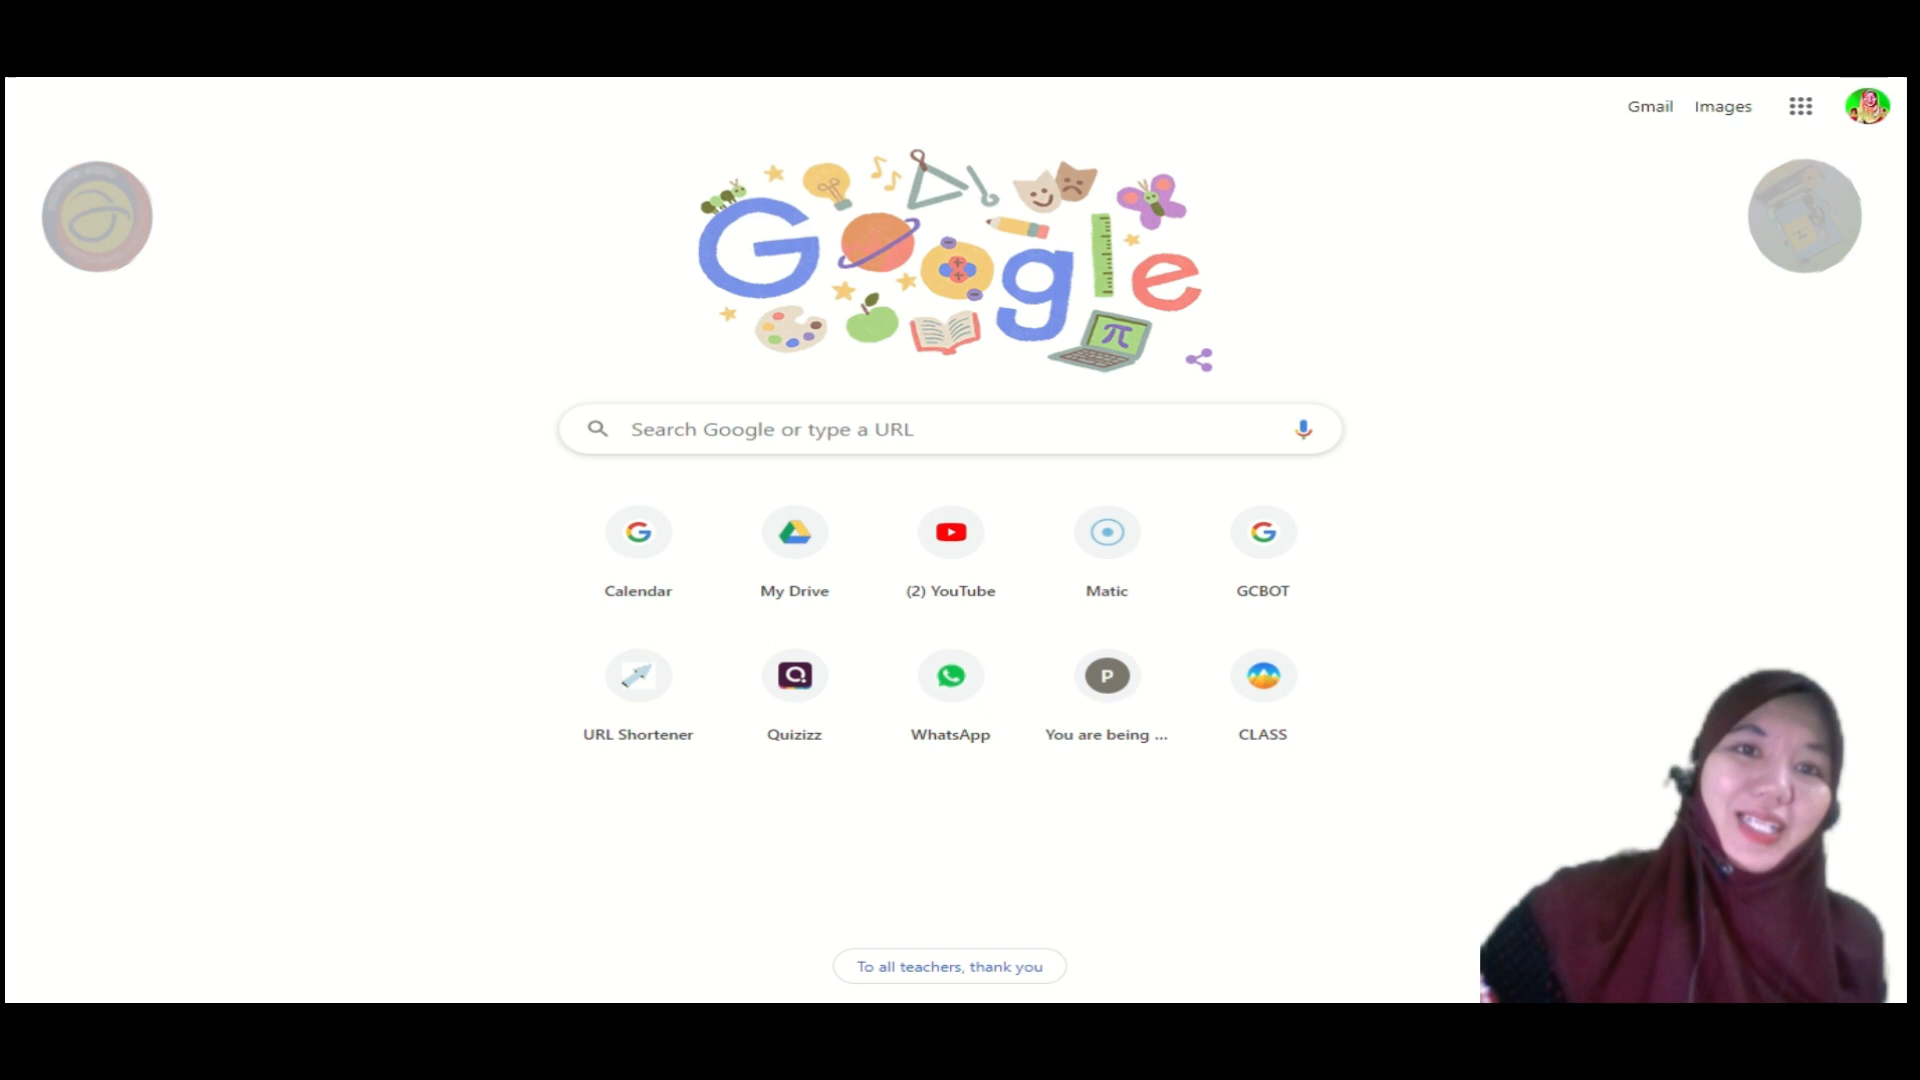 Gmail Images
Google
Search Google or type a URL
Calendar
My Drive
(2) YouTube
Matic
GCBOT
P
URL Shortener
Quizizz
WhatsApp
You are being ...
CLASS
To all teachers, thank you